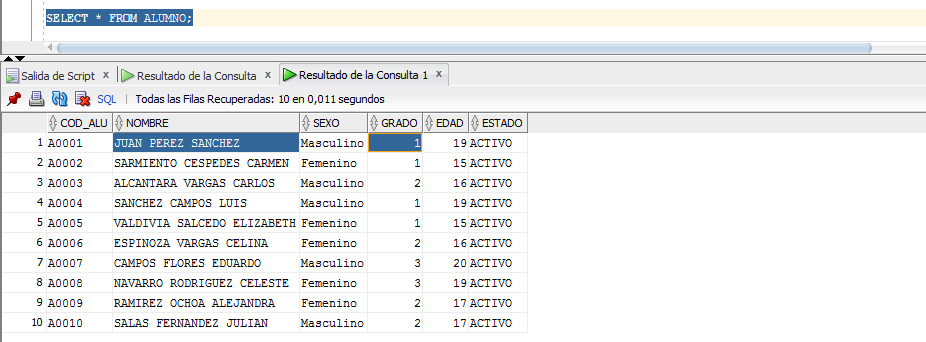 SELECT * FROM ALUMNO;
Salida de Script x Resultado de la Consulta x Resultado de la Consulta 1 x
SQL | Todas las Filas Recuperadas: 10 en 0,011 segundos
COD_ALU NOMBRE SEXO GRADO EDAD ESTADO
1 A0001 JUAN PEREZ SANCHEZ Masculino 1 19 ACTIVO
2 A0002 SARMIENTO CESPEDES CARMEN Femenino 1 15 ACTIVO
3 A0003 ALCANTARA VARGAS CARLOS Masculino 2 16 ACTIVO
4 A0004 SANCHEZ CAMPOS LUIS Masculino 1 19 ACTIVO
5 A0005 VALDIVIA SALCEDO ELIZABETH Femenino 1 15 ACTIVO
6 A0006 ESPINOZA VARGAS CELINA Femenino 2 16 ACTIVO
7 A0007 CAMPOS FLORES EDUARDO Masculino 3 20 ACTIVO
8 A0008 NAVARRO RODRIGUEZ CELESTE Femenino 3 19 ACTIVO
9 A0009 RAMIREZ OCHOA ALEJANDRA Femenino 2 17 ACTIVO
10 A0010 SALAS FERNANDEZ JULIAN Masculino 2 17 ACTIVO